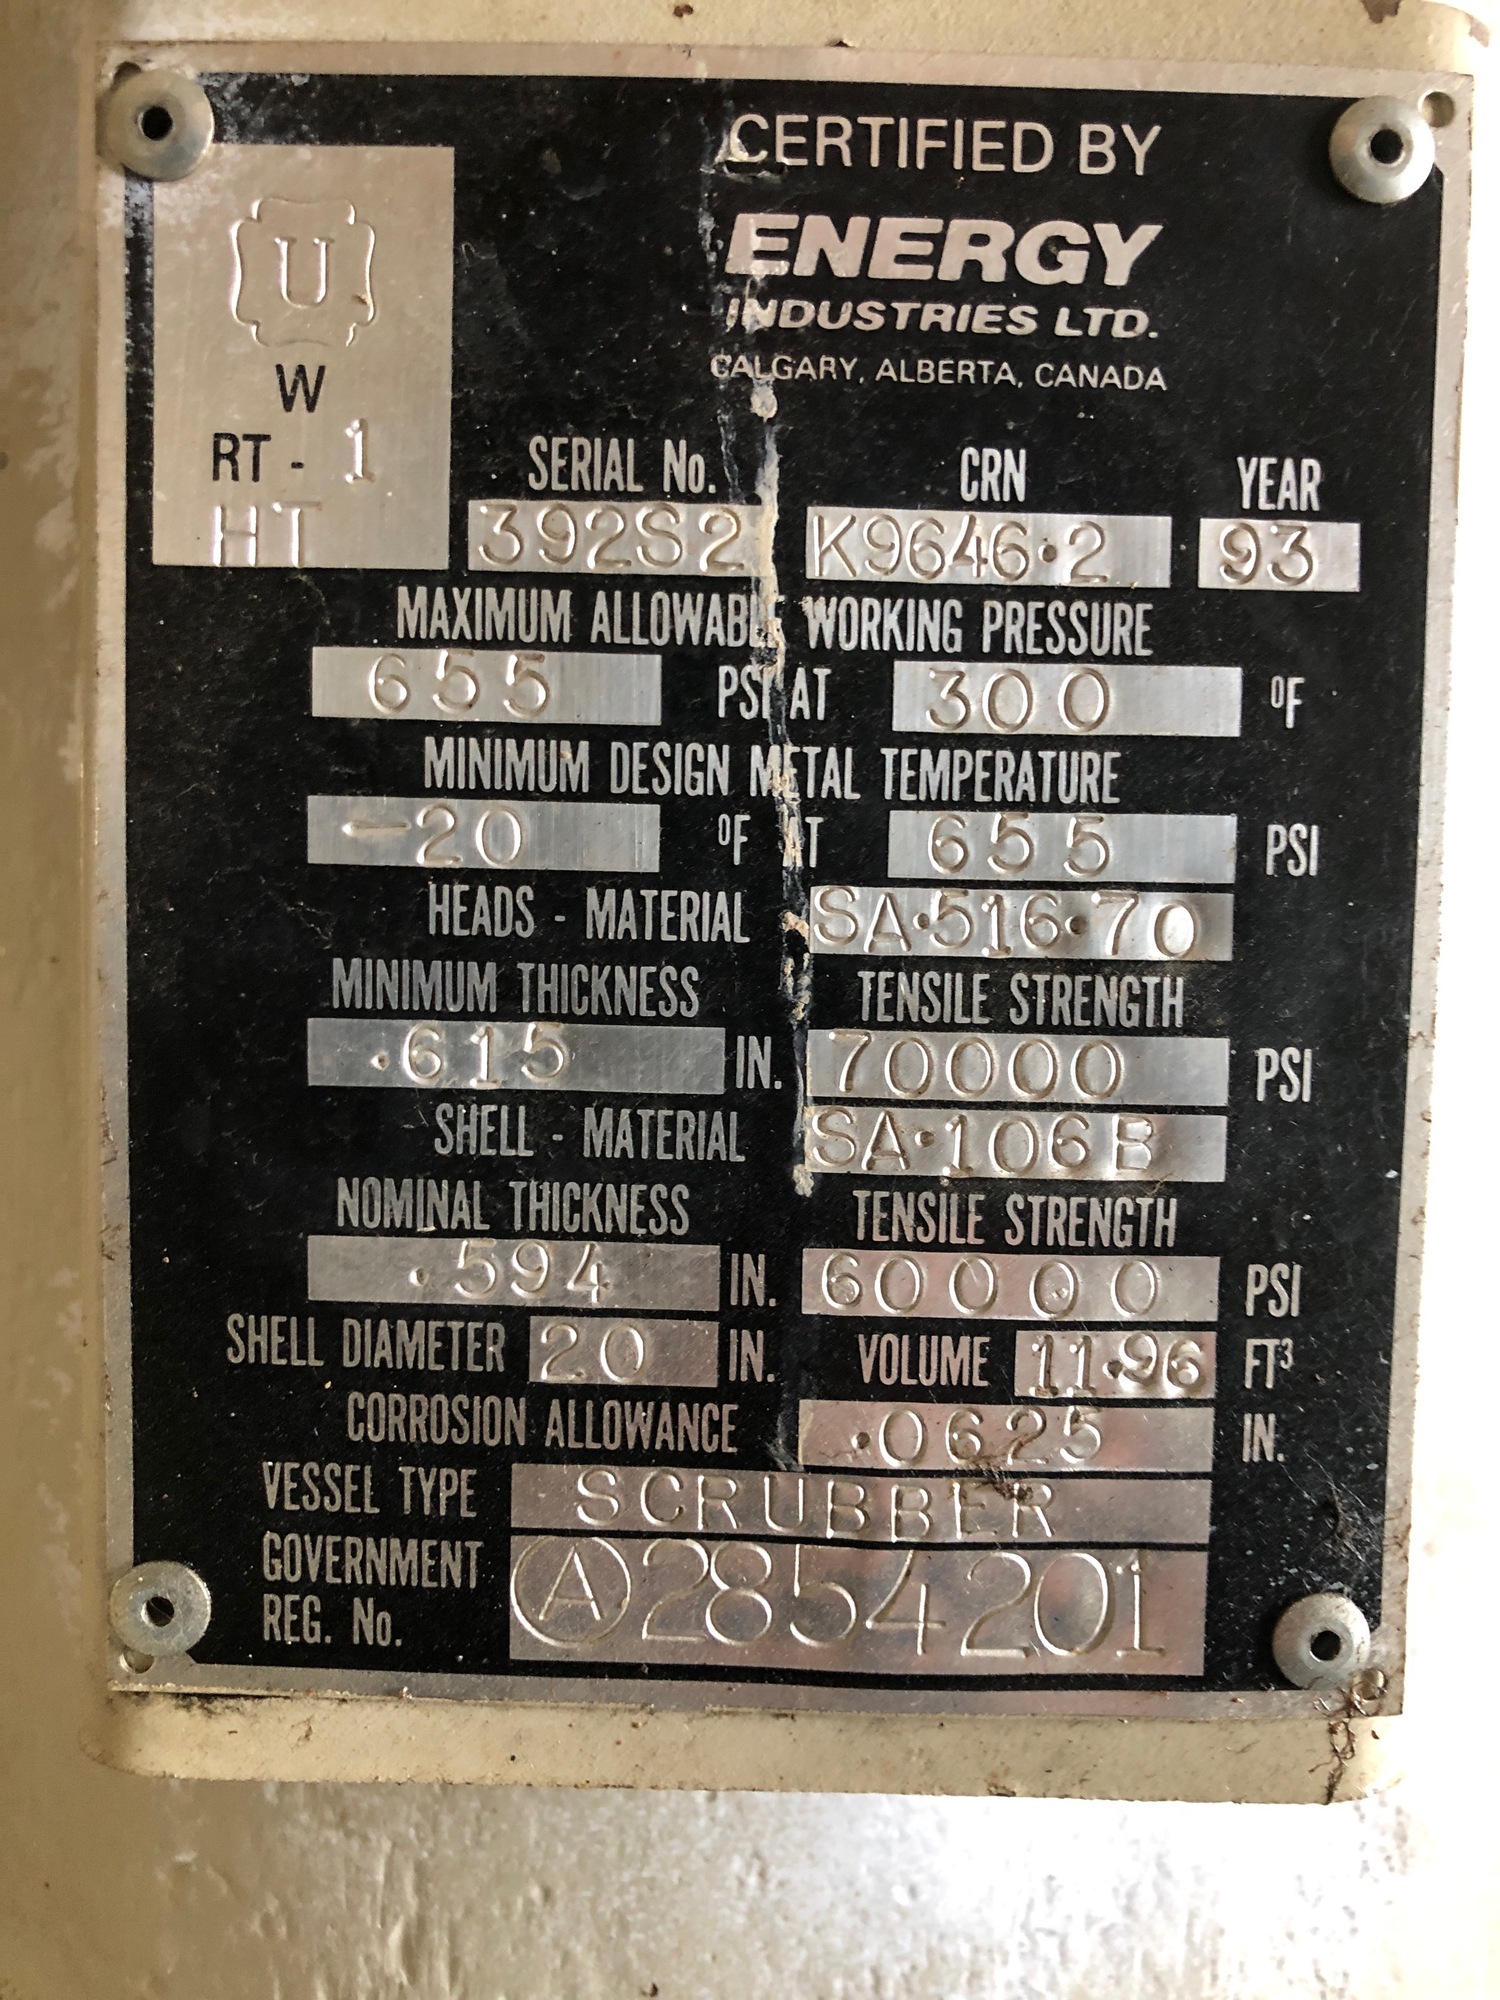 CERTIFIED BY
ENERGY
INDUSTRIES LTD.
CALGARY, ALBERTA, CANADA
U
W
RT - 1
HT
SERIAL No. CRN YEAR
392S2 K9646·2 93
MAXIMUM ALLOWABLE WORKING PRESSURE
655 PSI AT 300 ºF
MINIMUM DESIGN METAL TEMPERATURE
-20 ºF AT 655 PSI
HEADS - MATERIAL SA·516·70
MINIMUM THICKNESS TENSILE STRENGTH
.615 IN. 70000 PSI
SHELL - MATERIAL SA·106B
NOMINAL THICKNESS TENSILE STRENGTH
.594 IN. 60000 PSI
SHELL DIAMETER 20 IN. VOLUME 11·96 FT³
CORROSION ALLOWANCE .0625 IN.
VESSEL TYPE SCRUBBER
GOVERNMENT
REG. No. Ⓐ2854201